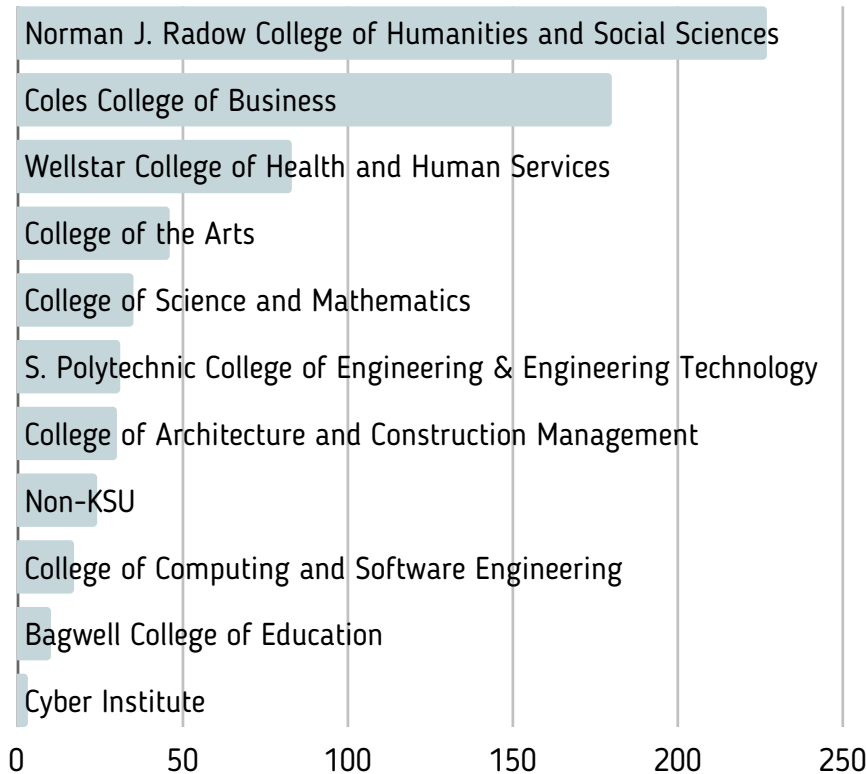 Norman J. Radow College of Humanities and Social Sciences
Coles College of Business
Wellstar College of Health and Human Services
College of the Arts
College of Science and Mathematics
S. Polytechnic College of Engineering & Engineering Technology
College of Architecture and Construction Management
Non-KSU
College of Computing and Software Engineering
Bagwell College of Education
Cyber Institute
0 50 100 150 200 250